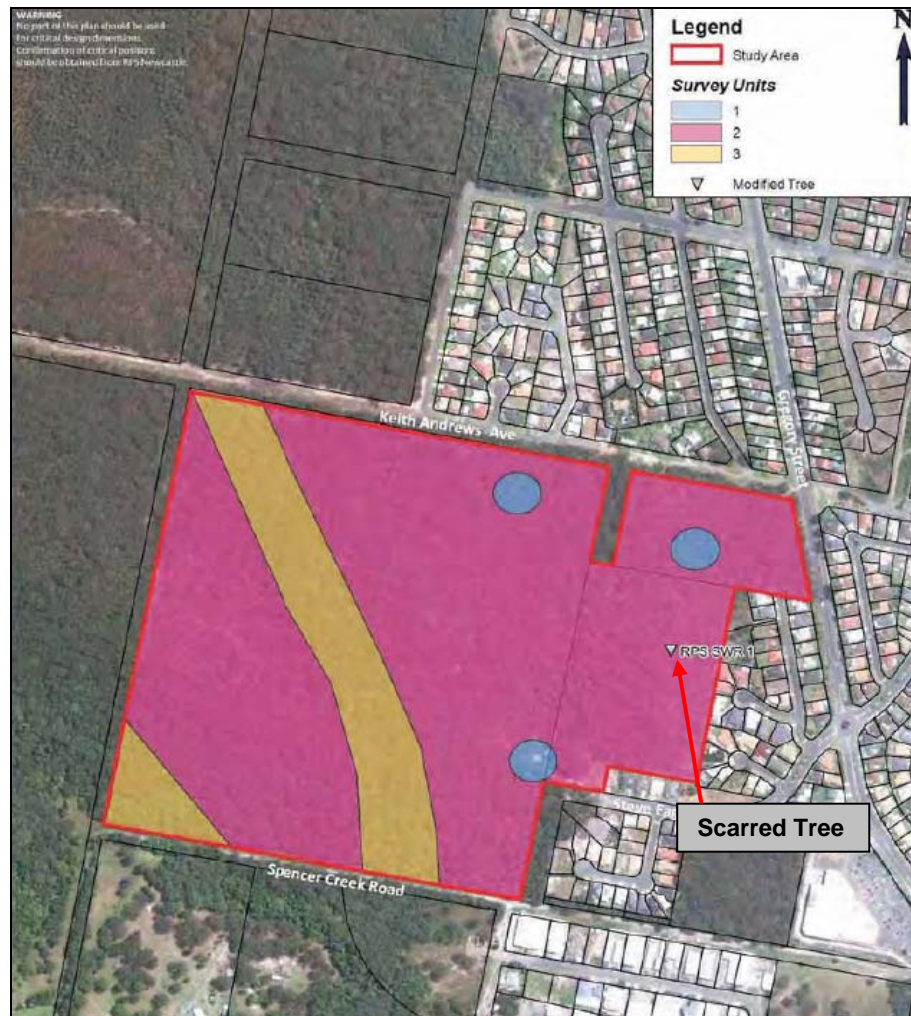 WARNING
No part of this plan should be used
for critical design dimensions.
Confirmation of critical positions
should be obtained from RPS Newcastle.
Legend
Study Area
Survey Units
1
2
3
Modified Tree
N
Keith Andrews Ave
Gregory Street
RPS SWR 1
Steve
Scarred Tree
Spencer Creek Road